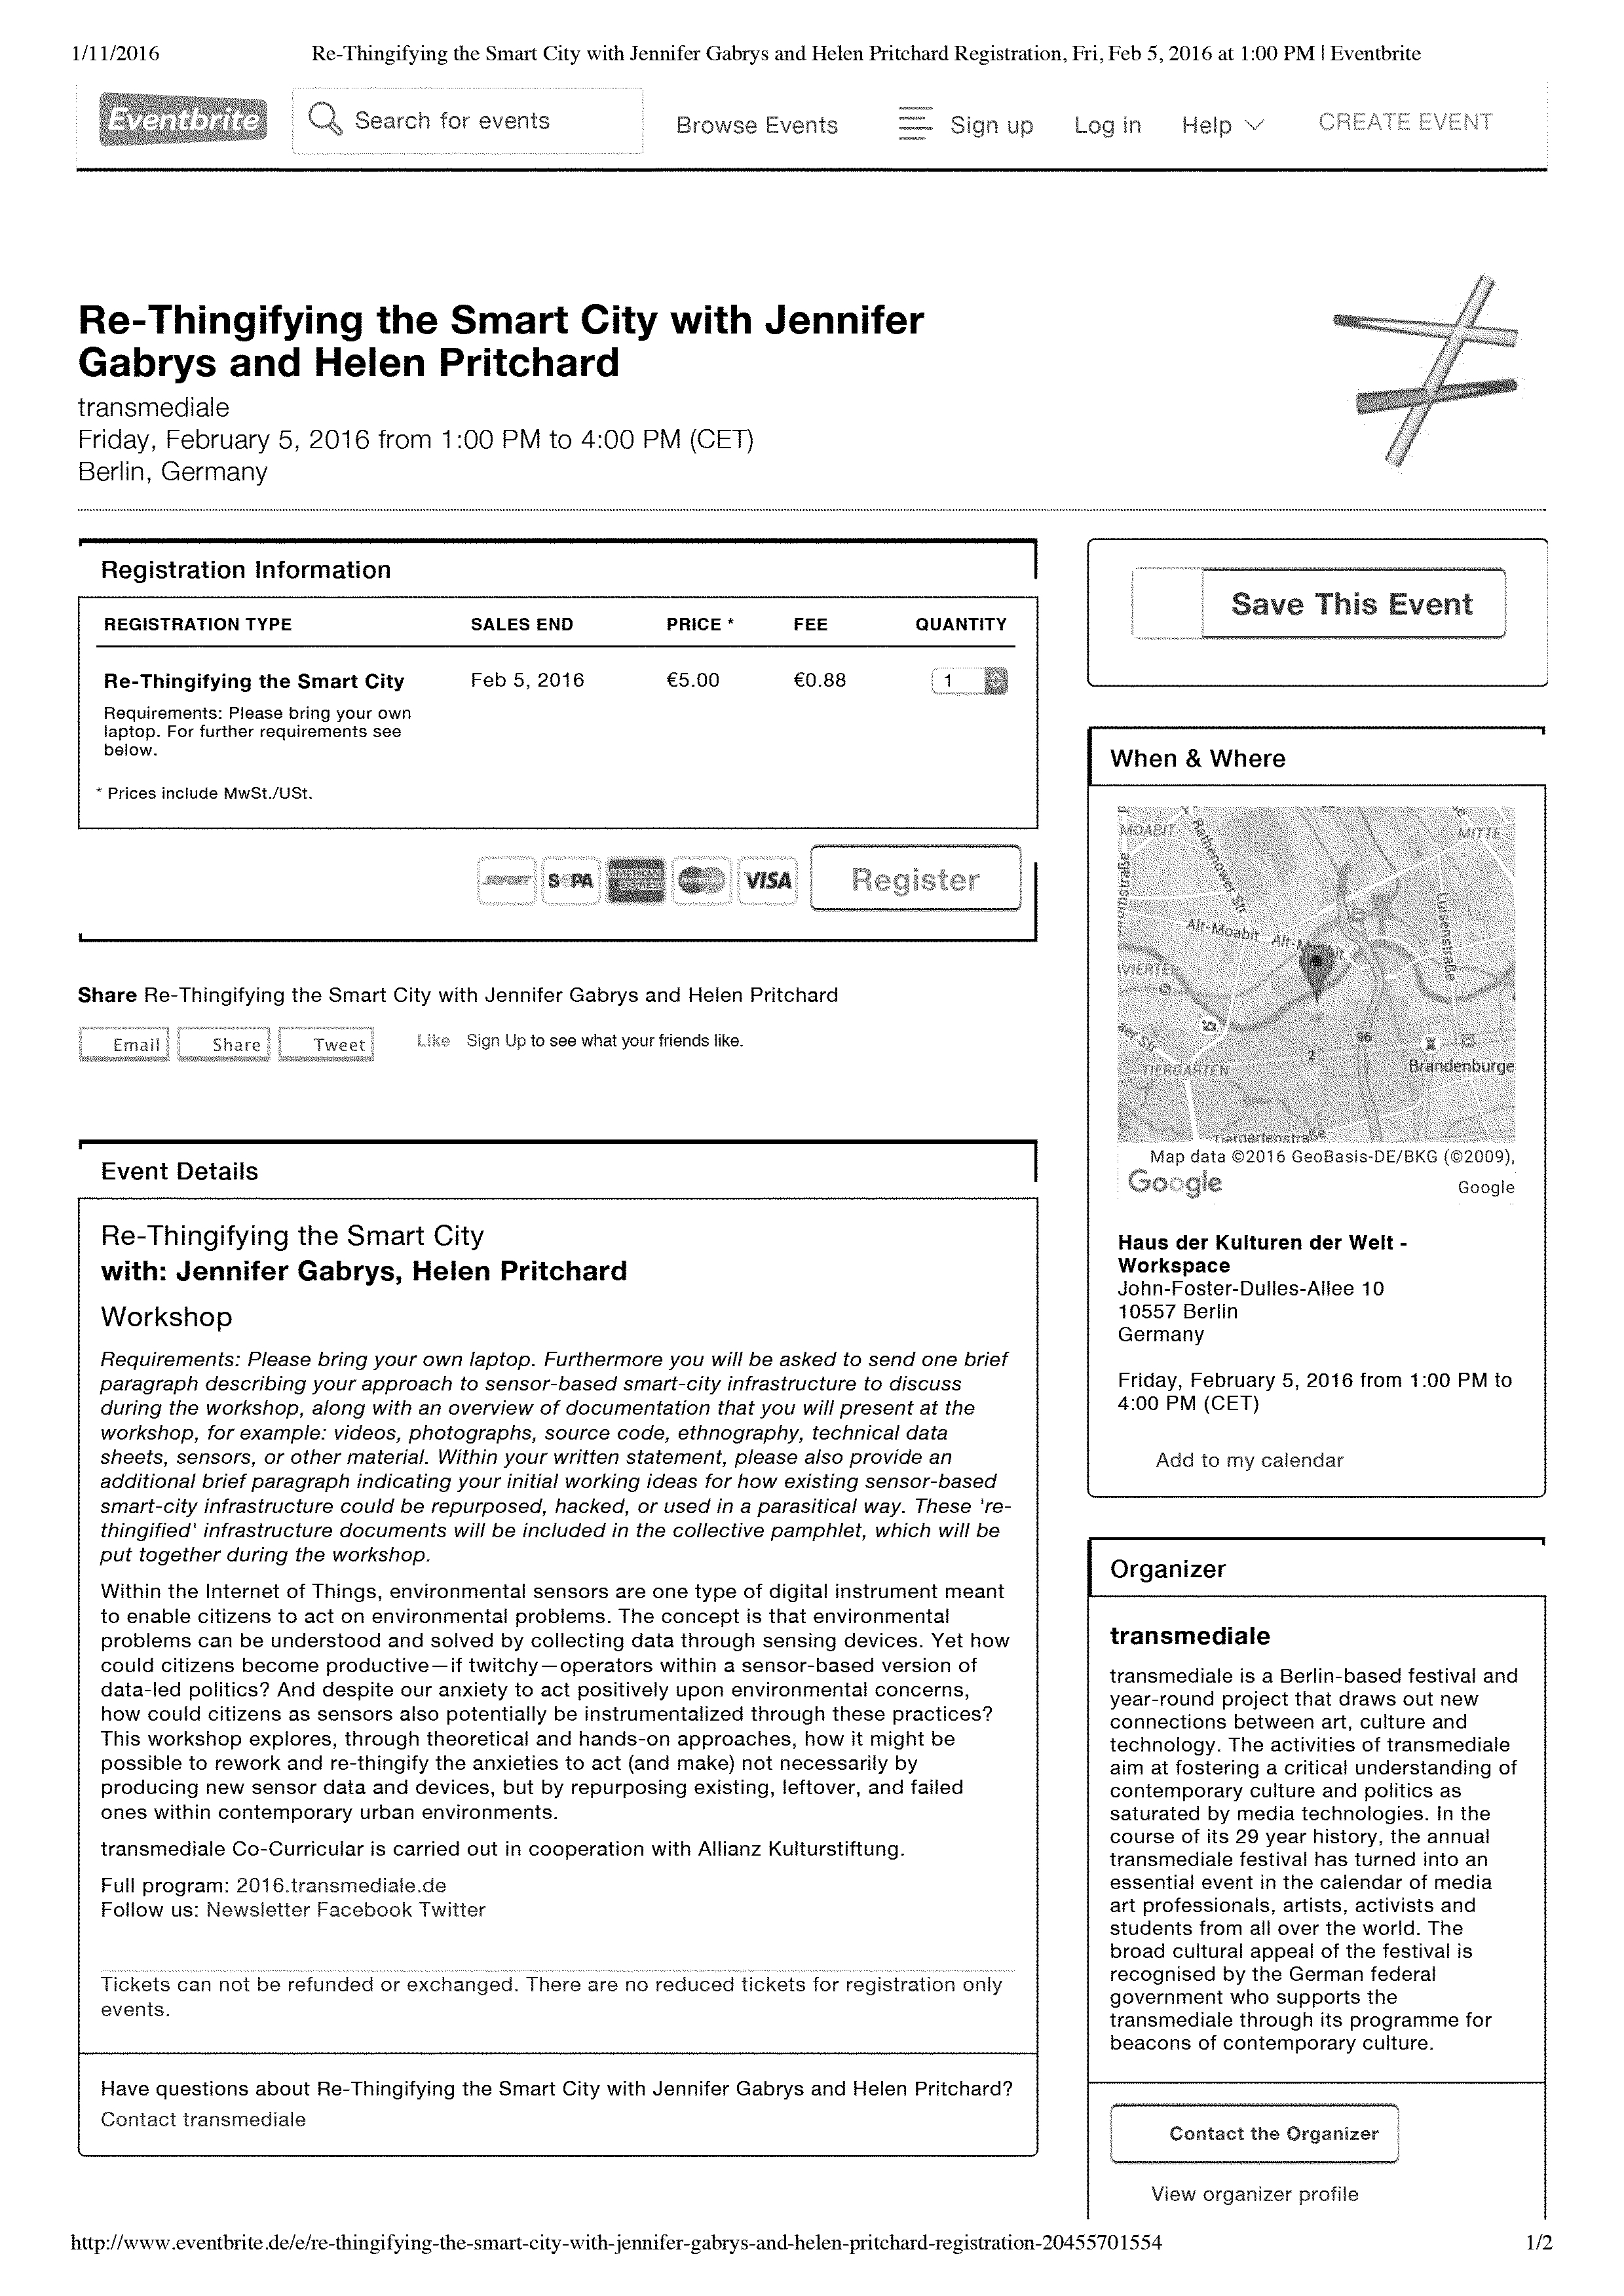 1/11/2016 Re-Thingifying the Smart City with Jennifer Gabrys and Helen Pritchard Registration, Fri, Feb 5, 2016 at 1:00 PM | Eventbrite
Eventbrite Search for events Browse Events Sign up Log in Help CREATE EVENT
Re-Thingifying the Smart City with Jennifer
Gabrys and Helen Pritchard
transmediale
Friday, February 5, 2016 from 1:00 PM to 4:00 PM (CET)
Berlin, Germany
Registration Information
REGISTRATION TYPE SALES END PRICE * FEE QUANTITY
Re-Thingifying the Smart City Feb 5, 2016 €5.00 €0.88 1
Requirements: Please bring your own
laptop. For further requirements see
below.
* Prices include MwSt./USt.
SOFORT SEPA AMERICAN EXPRESS MasterCard VISA Register
Share Re-Thingifying the Smart City with Jennifer Gabrys and Helen Pritchard
Email Share Tweet Like Sign Up to see what your friends like.
Event Details
Re-Thingifying the Smart City
with: Jennifer Gabrys, Helen Pritchard
Workshop
Requirements: Please bring your own laptop. Furthermore you will be asked to send one brief
paragraph describing your approach to sensor-based smart-city infrastructure to discuss
during the workshop, along with an overview of documentation that you will present at the
workshop, for example: videos, photographs, source code, ethnography, technical data
sheets, sensors, or other material. Within your written statement, please also provide an
additional brief paragraph indicating your initial working ideas for how existing sensor-based
smart-city infrastructure could be repurposed, hacked, or used in a parasitical way. These 're-
thingified' infrastructure documents will be included in the collective pamphlet, which will be
put together during the workshop.
Within the Internet of Things, environmental sensors are one type of digital instrument meant
to enable citizens to act on environmental problems. The concept is that environmental
problems can be understood and solved by collecting data through sensing devices. Yet how
could citizens become productive—if twitchy—operators within a sensor-based version of
data-led politics? And despite our anxiety to act positively upon environmental concerns,
how could citizens as sensors also potentially be instrumentalized through these practices?
This workshop explores, through theoretical and hands-on approaches, how it might be
possible to rework and re-thingify the anxieties to act (and make) not necessarily by
producing new sensor data and devices, but by repurposing existing, leftover, and failed
ones within contemporary urban environments.
transmediale Co-Curricular is carried out in cooperation with Allianz Kulturstiftung.
Full program: 2016.transmediale.de
Follow us: Newsletter Facebook Twitter
Tickets can not be refunded or exchanged. There are no reduced tickets for registration only
events.
Have questions about Re-Thingifying the Smart City with Jennifer Gabrys and Helen Pritchard?
Contact transmediale
Save This Event
When & Where
MOABIT
Rathenower Str
MITTE
Luisenstraße
Alt-Moabit
VIERTEL
96
2
TIERGARTEN
Brandenburge
Tiergartenstraße
Map data ©2016 GeoBasis-DE/BKG (©2009),
Google Google
Haus der Kulturen der Welt -
Workspace
John-Foster-Dulles-Allee 10
10557 Berlin
Germany
Friday, February 5, 2016 from 1:00 PM to
4:00 PM (CET)
Add to my calendar
Organizer
transmediale
transmediale is a Berlin-based festival and
year-round project that draws out new
connections between art, culture and
technology. The activities of transmediale
aim at fostering a critical understanding of
contemporary culture and politics as
saturated by media technologies. In the
course of its 29 year history, the annual
transmediale festival has turned into an
essential event in the calendar of media
art professionals, artists, activists and
students from all over the world. The
broad cultural appeal of the festival is
recognised by the German federal
government who supports the
transmediale through its programme for
beacons of contemporary culture.
Contact the Organizer
View organizer profile
http://www.eventbrite.de/e/re-thingifying-the-smart-city-with-jennifer-gabrys-and-helen-pritchard-registration-20455701554 1/2